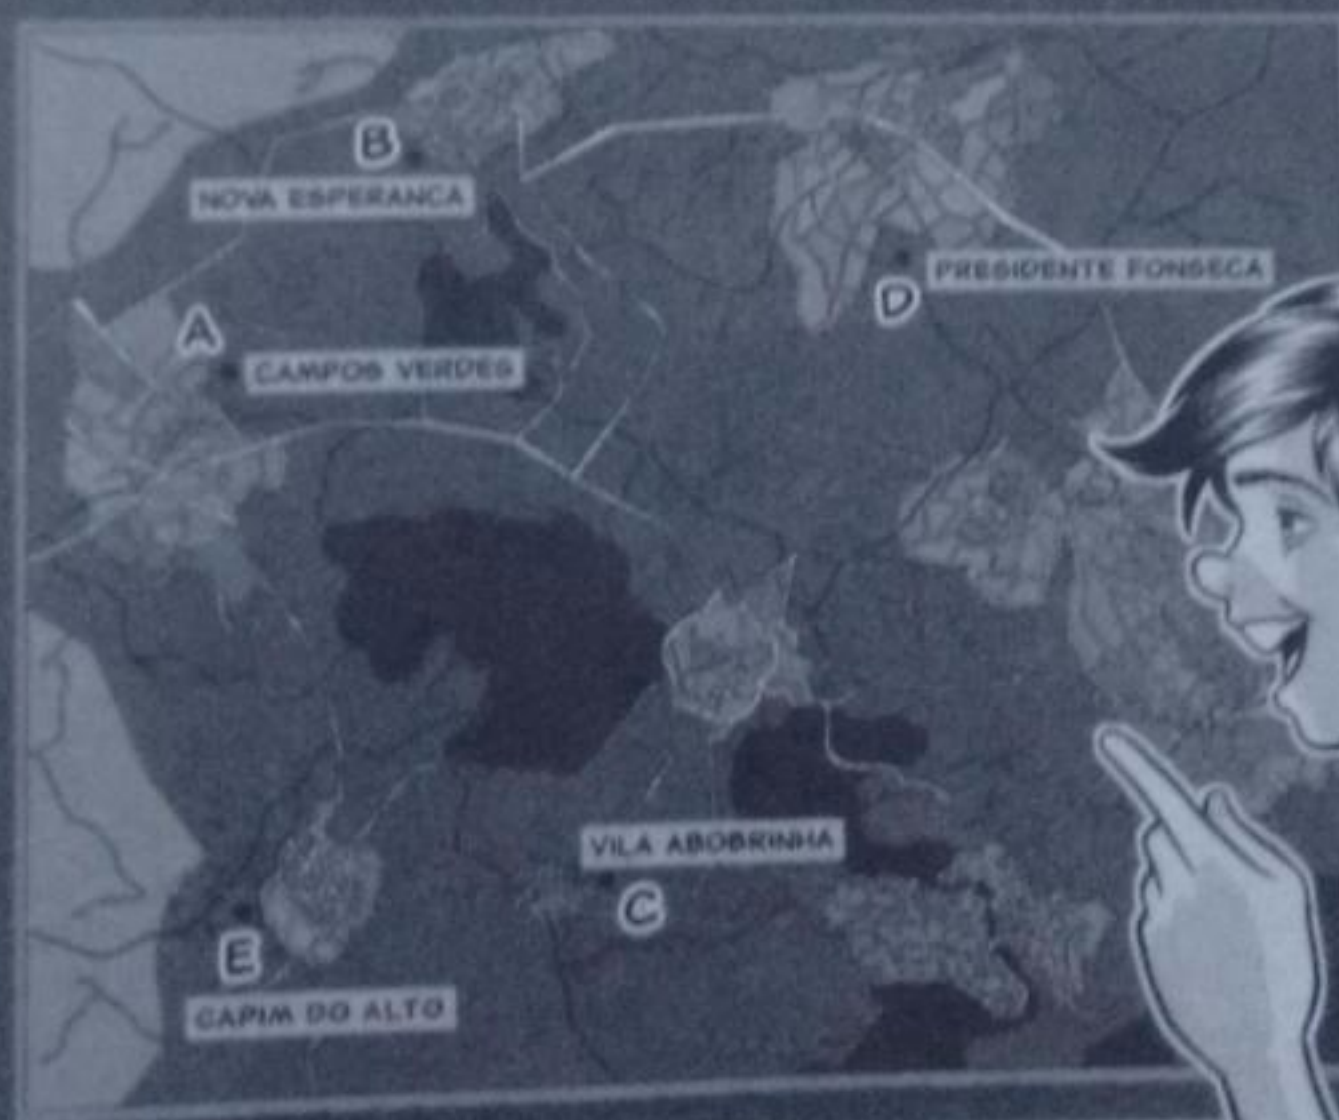 B
NOVA ESPERANCA
PRESIDENTE FONSECA
D
A
CAMPOS VERDES
VILA ABOBRINHA
C
E
CAPIM DO ALTO